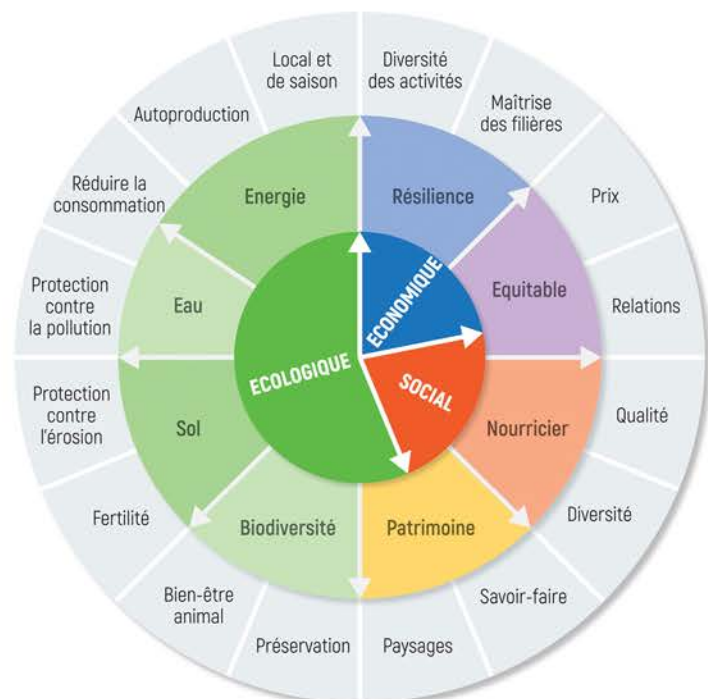 Local et
de saison
Diversité
des activités
Maîtrise
des filières
Prix
Relations
Qualité
Diversité
Savoir-faire
Paysages
Préservation
Bien-être
animal
Fertilité
Protection
contre
l'érosion
Protection
contre
la pollution
Réduire la
consommation
Autoproduction
Energie
Résilience
Equitable
Nourricier
Patrimoine
Biodiversité
Sol
Eau
ECOLOGIQUE
ECONOMIQUE
SOCIAL